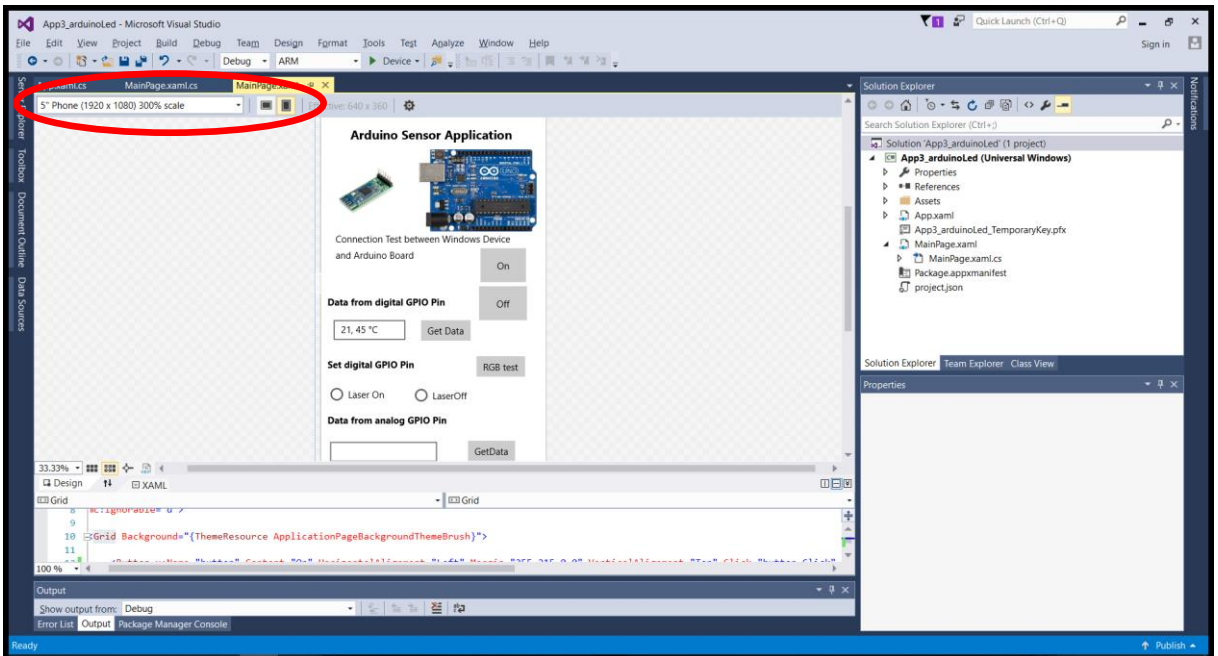 App3_arduinoLed - Microsoft Visual Studio
1
Quick Launch (Ctrl+Q)
File Edit View Project Build Debug Team Design Format Tools Test Analyze Window Help
Sign in
Debug ARM Device
MainPage.xaml.cs
5" Phone (1920 x 1080) 300% scale
640 x 360
Toolbox
Document Outline
Data Sources
Arduino Sensor Application
Connection Test between Windows Device
and Arduino Board
On
Data from digital GPIO Pin
Off
21, 45 °C
Get Data
Set digital GPIO Pin
RGB test
Laser On
LaserOff
Data from analog GPIO Pin
GetData
33.33%
Design
XAML
Grid
Grid
8
9
10 <Grid Background="{ThemeResource ApplicationPageBackgroundThemeBrush}">
11
100 %
Output
Show output from: Debug
Error List Output Package Manager Console
Ready
Publish
Solution Explorer
Search Solution Explorer (Ctrl+;)
Solution 'App3_arduinoLed' (1 project)
App3_arduinoLed (Universal Windows)
Properties
References
Assets
App.xaml
App3_arduinoLed_TemporaryKey.pfx
MainPage.xaml
MainPage.xaml.cs
Package.appxmanifest
project.json
Solution Explorer Team Explorer Class View
Properties
Notifications